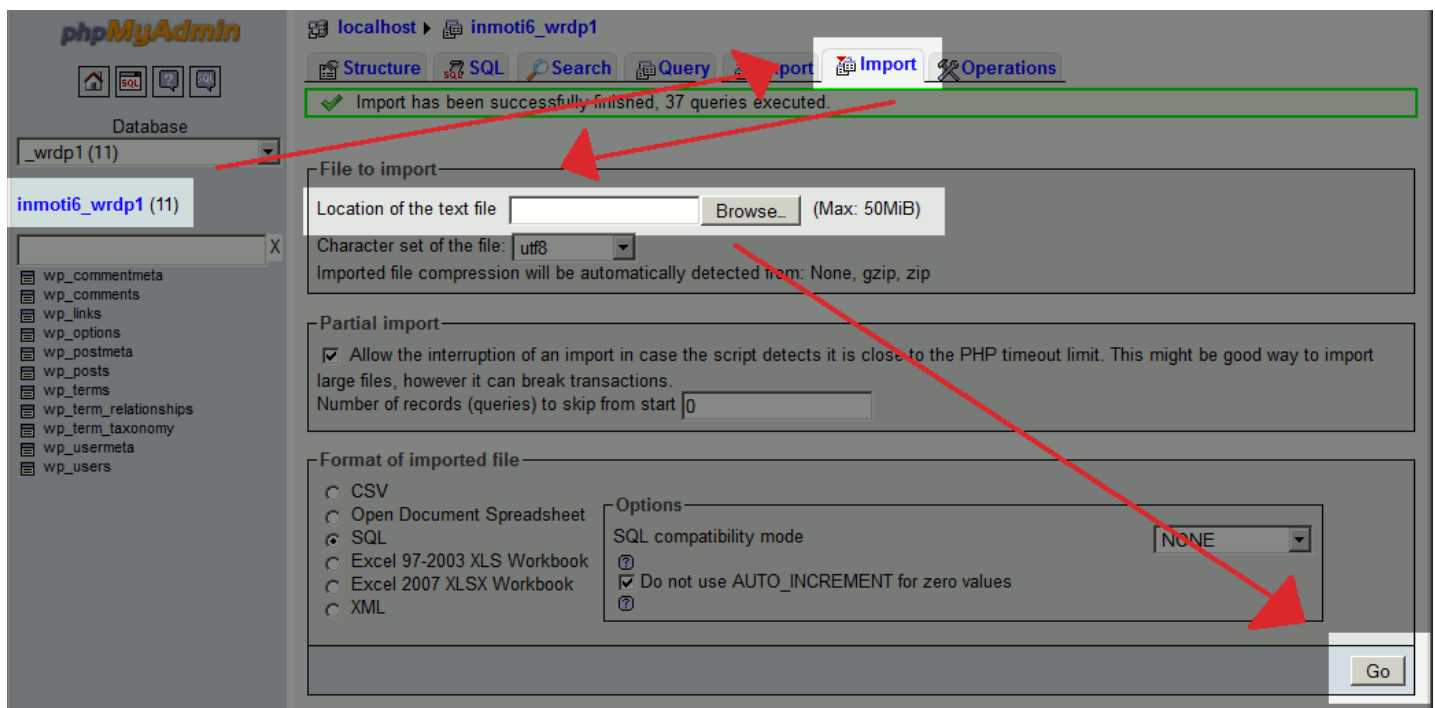 phpMyAdmin
SQL
SQL
Database
_wrdp1 (11)
inmoti6_wrdp1 (11)
X
wp_commentmeta
wp_comments
wp_links
wp_options
wp_postmeta
wp_posts
wp_terms
wp_term_relationships
wp_term_taxonomy
wp_usermeta
wp_users
localhost inmoti6_wrdp1
Structure SQL Search Query Import Operations
Import has been successfully finished, 37 queries executed.
File to import
Location of the text file Browse_ (Max: 50MiB)
Character set of the file: utf8
Imported file compression will be automatically detected from: None, gzip, zip
Partial import
Allow the interruption of an import in case the script detects it is close to the PHP timeout limit. This might be good way to import
large files, however it can break transactions.
Number of records (queries) to skip from start 0
Format of imported file
CSV
Open Document Spreadsheet
SQL
Excel 97-2003 XLS Workbook
Excel 2007 XLSX Workbook
XML
Options
SQL compatibility mode NONE
Do not use AUTO_INCREMENT for zero values
Go